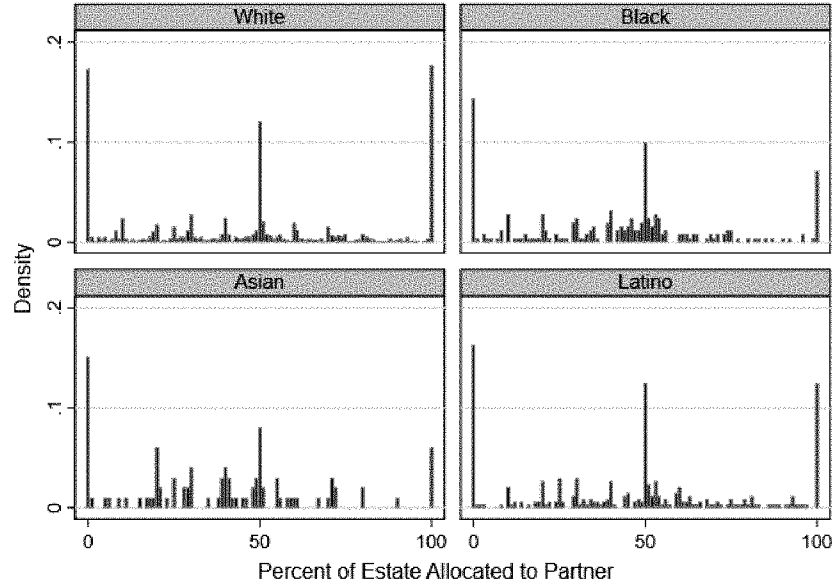 White
Black
.2
.1
0
Asian
Latino
.2
.1
0
Density
0
50
100
0
50
100
Percent of Estate Allocated to Partner